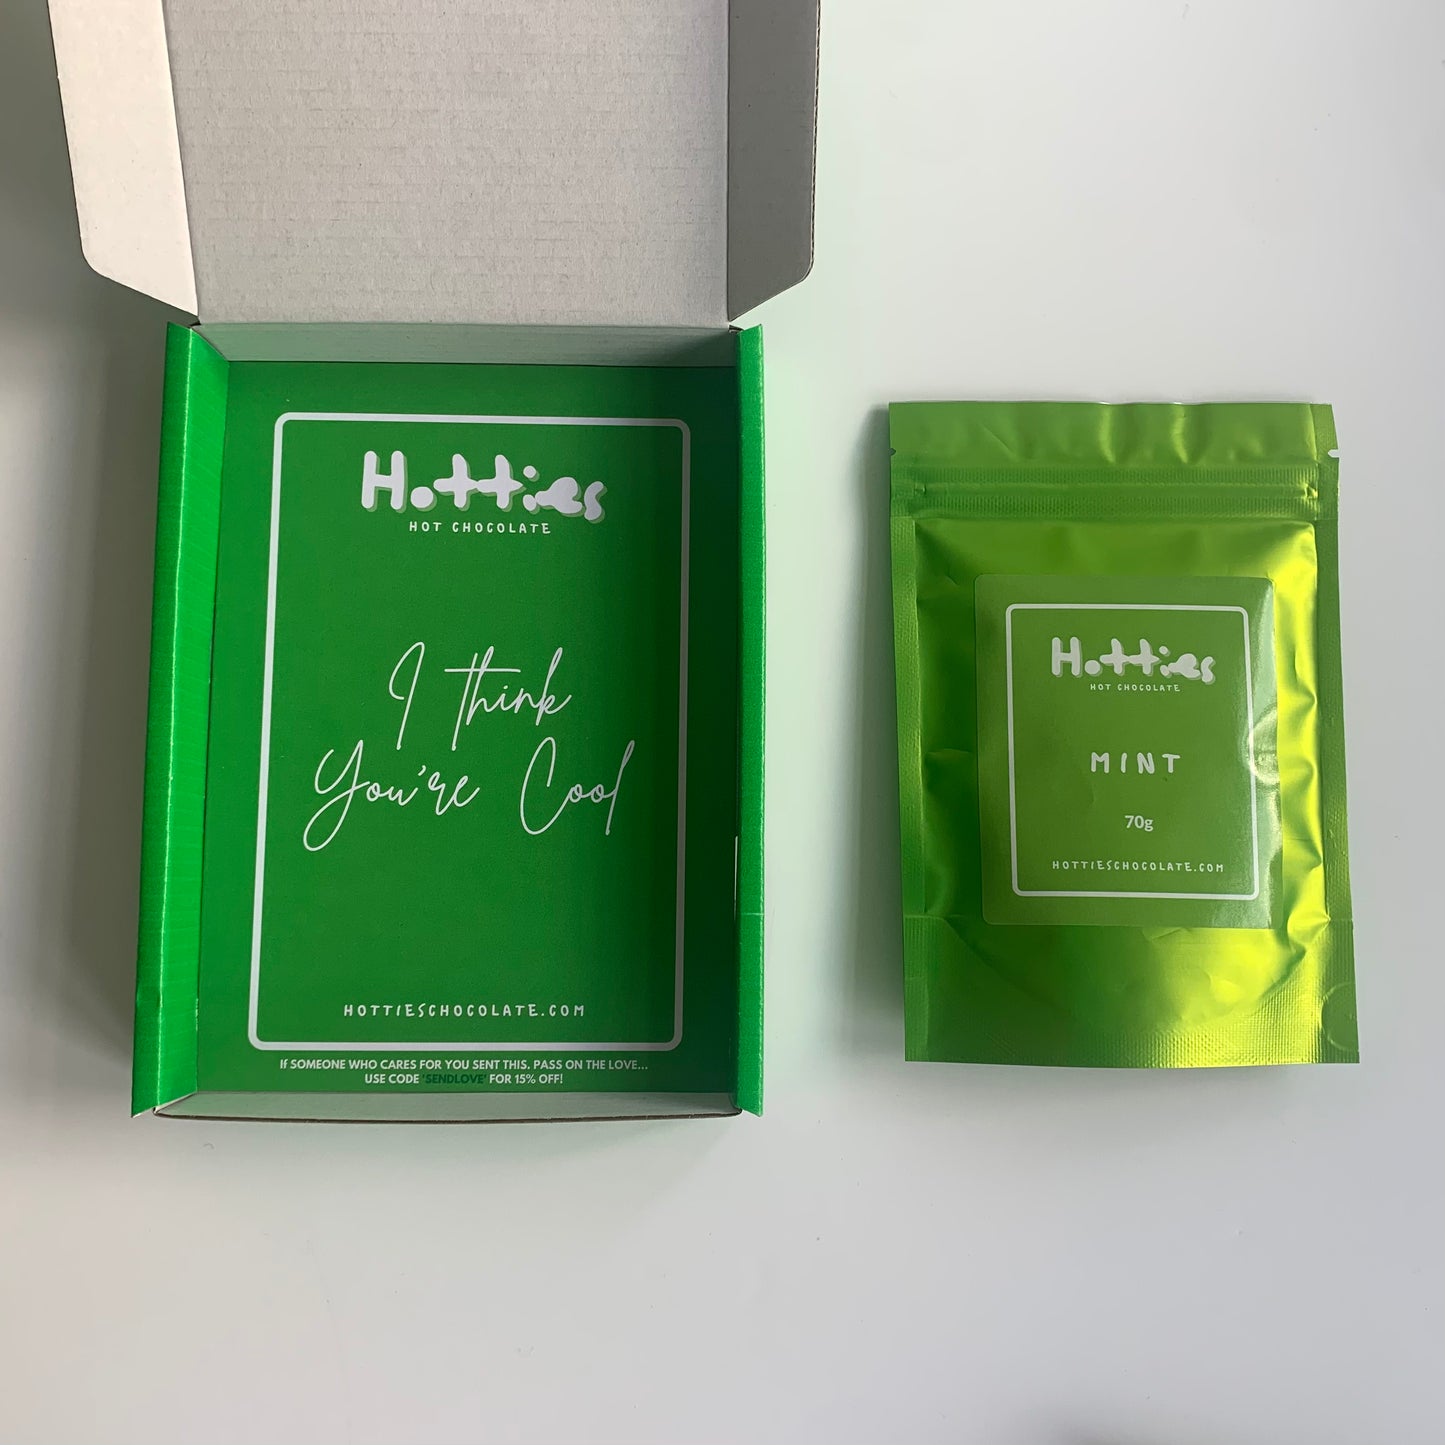 Hotties
HOT CHOCOLATE
I Think
You're Cool
HOTTIESCHOCOLATE.COM
IF SOMEONE WHO CARES FOR YOU SENT THIS. PASS ON THE LOVE...
USE CODE 'SENDLOVE' FOR 15% OFF!
Hotties
HOT CHOCOLATE
MINT
70g
HOTTIESCHOCOLATE.COM